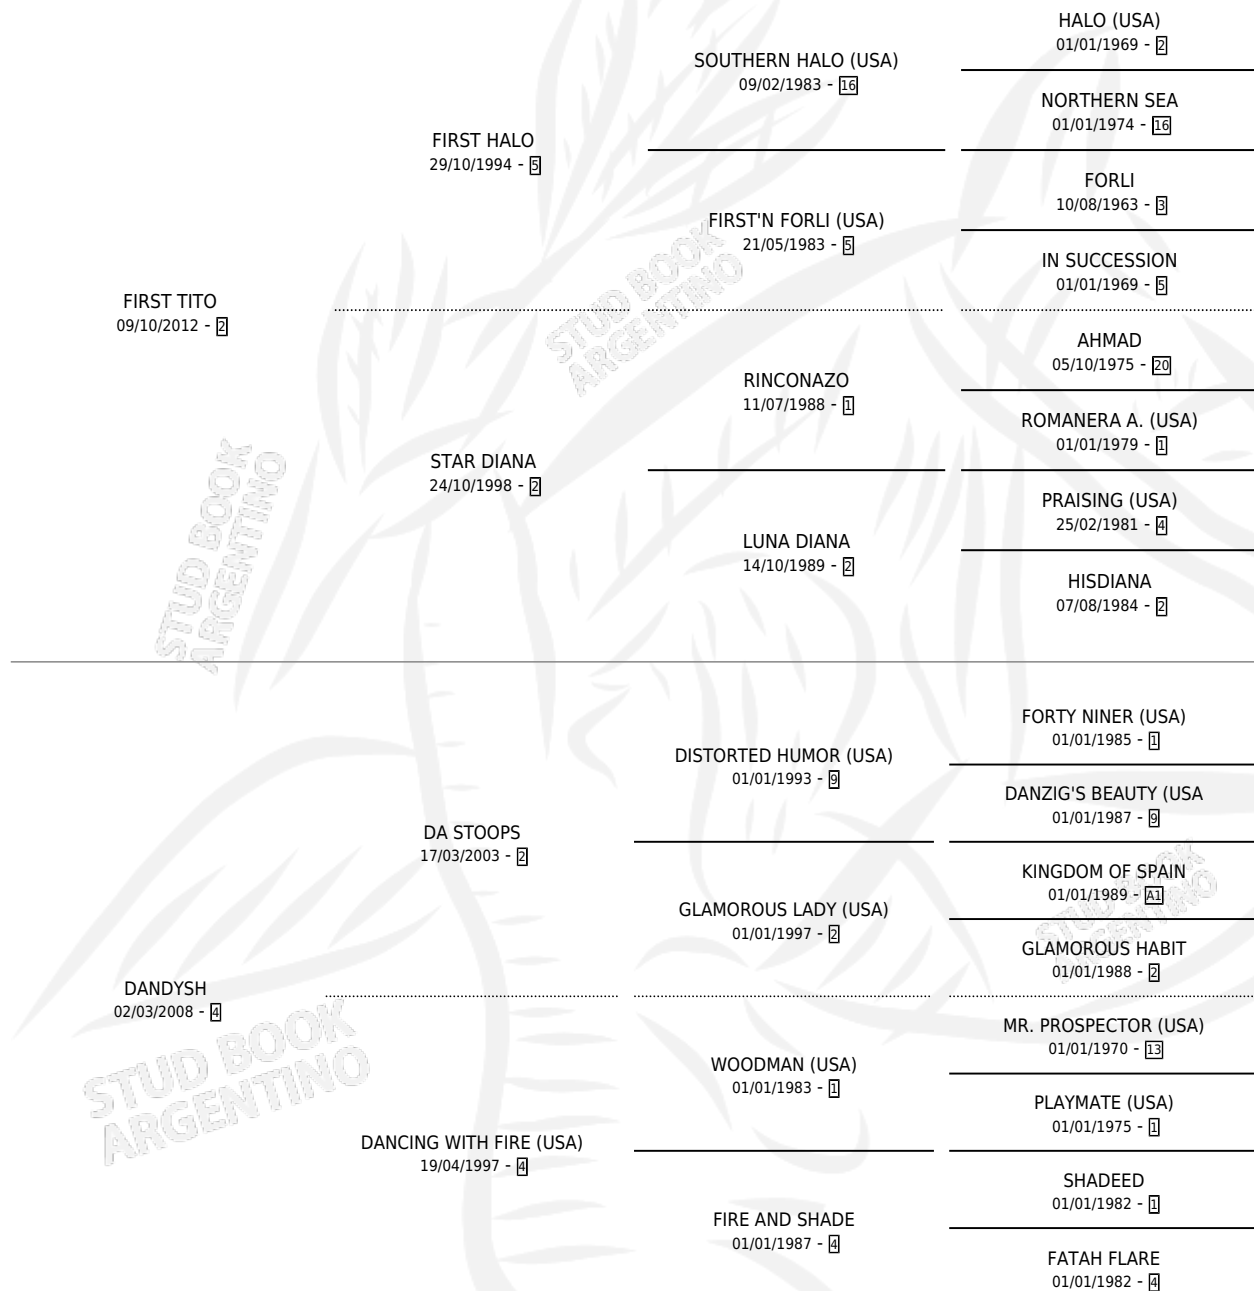 HALO (USA)
01/01/1969 - 2
SOUTHERN HALO (USA)
09/02/1983 - 16
NORTHERN SEA
01/01/1974 - 16
FIRST HALO
29/10/1994 - 5
FORLI
10/08/1963 - 3
FIRST'N FORLI (USA)
21/05/1983 - 5
IN SUCCESSION
01/01/1969 - 5
FIRST TITO
09/10/2012 - 2
AHMAD
05/10/1975 - 20
RINCONAZO
11/07/1988 - 1
ROMANERA A. (USA)
01/01/1979 - 1
STAR DIANA
24/10/1998 - 2
PRAISING (USA)
25/02/1981 - 4
LUNA DIANA
14/10/1989 - 2
HISDIANA
07/08/1984 - 2
STUD BOOK
ARGENTINO
STUD BOOK
ARGENTINO
FORTY NINER (USA)
01/01/1985 - 1
DISTORTED HUMOR (USA)
01/01/1993 - 9
DANZIG'S BEAUTY (USA
01/01/1987 - 9
DA STOOPS
17/03/2003 - 2
KINGDOM OF SPAIN
01/01/1989 - A1
GLAMOROUS LADY (USA)
01/01/1997 - 2
GLAMOROUS HABIT
01/01/1988 - 2
DANDYSH
02/03/2008 - 4
MR. PROSPECTOR (USA)
01/01/1970 - 13
WOODMAN (USA)
01/01/1983 - 1
PLAYMATE (USA)
01/01/1975 - 1
DANCING WITH FIRE (USA)
19/04/1997 - 4
SHADEED
01/01/1982 - 1
FIRE AND SHADE
01/01/1987 - 4
FATAH FLARE
01/01/1982 - 4
STUD BOOK
ARGENTINO
STUD BOOK
ARGENTINO